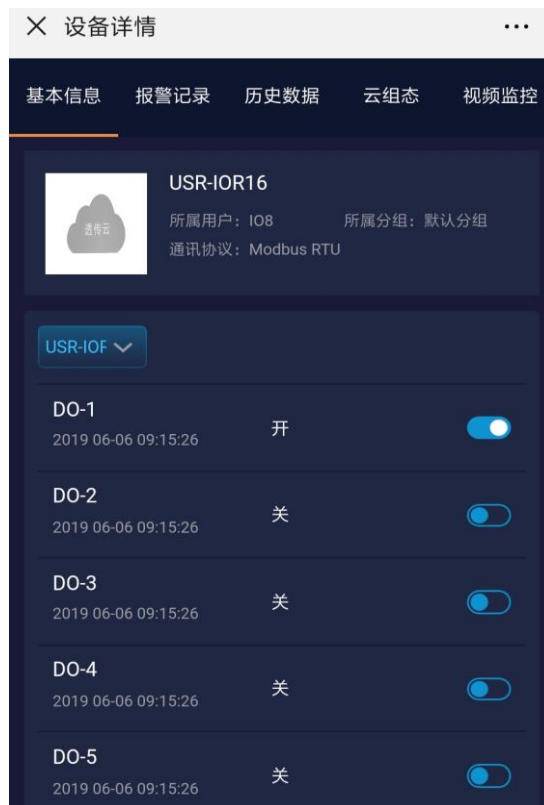 设备详情
基本信息 报警记录 历史数据 云组态 视频监控
USR-IOR16
透传云
所属用户：IO8 所属分组：默认分组
通讯协议：Modbus RTU
USR-IOF
DO-1
2019 06-06 09:15:26 开
DO-2
2019 06-06 09:15:26 关
DO-3
2019 06-06 09:15:26 关
DO-4
2019 06-06 09:15:26 关
DO-5
2019 06-06 09:15:26 关